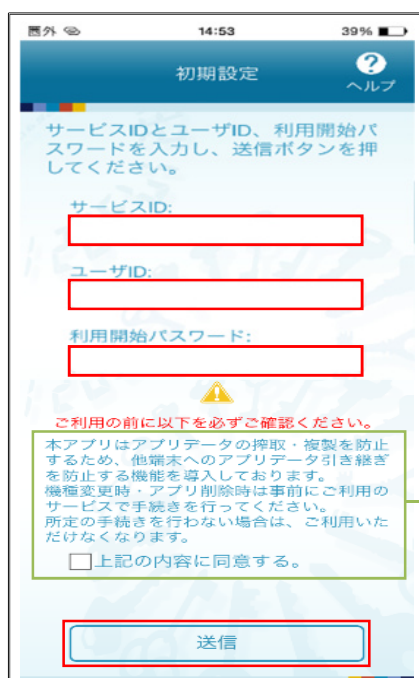 圏外
14:53
39%
初期設定
?
ヘルプ
サービスIDとユーザID、利用開始パ
スワードを入力し、送信ボタンを押
してください。
サービスID:
ユーザID:
利用開始パスワード:
ご利用の前に以下を必ずご確認ください。
本アプリはアプリデータの搾取・複製を防止
するため、他端末へのアプリデータ引き継ぎ
を防止する機能を導入しております。
機種変更時・アプリ削除時は事前にご利用の
サービスで手続きを行ってください。
所定の手続きを行わない場合は、ご利用いた
だけなくなります。
上記の内容に同意する。
送信